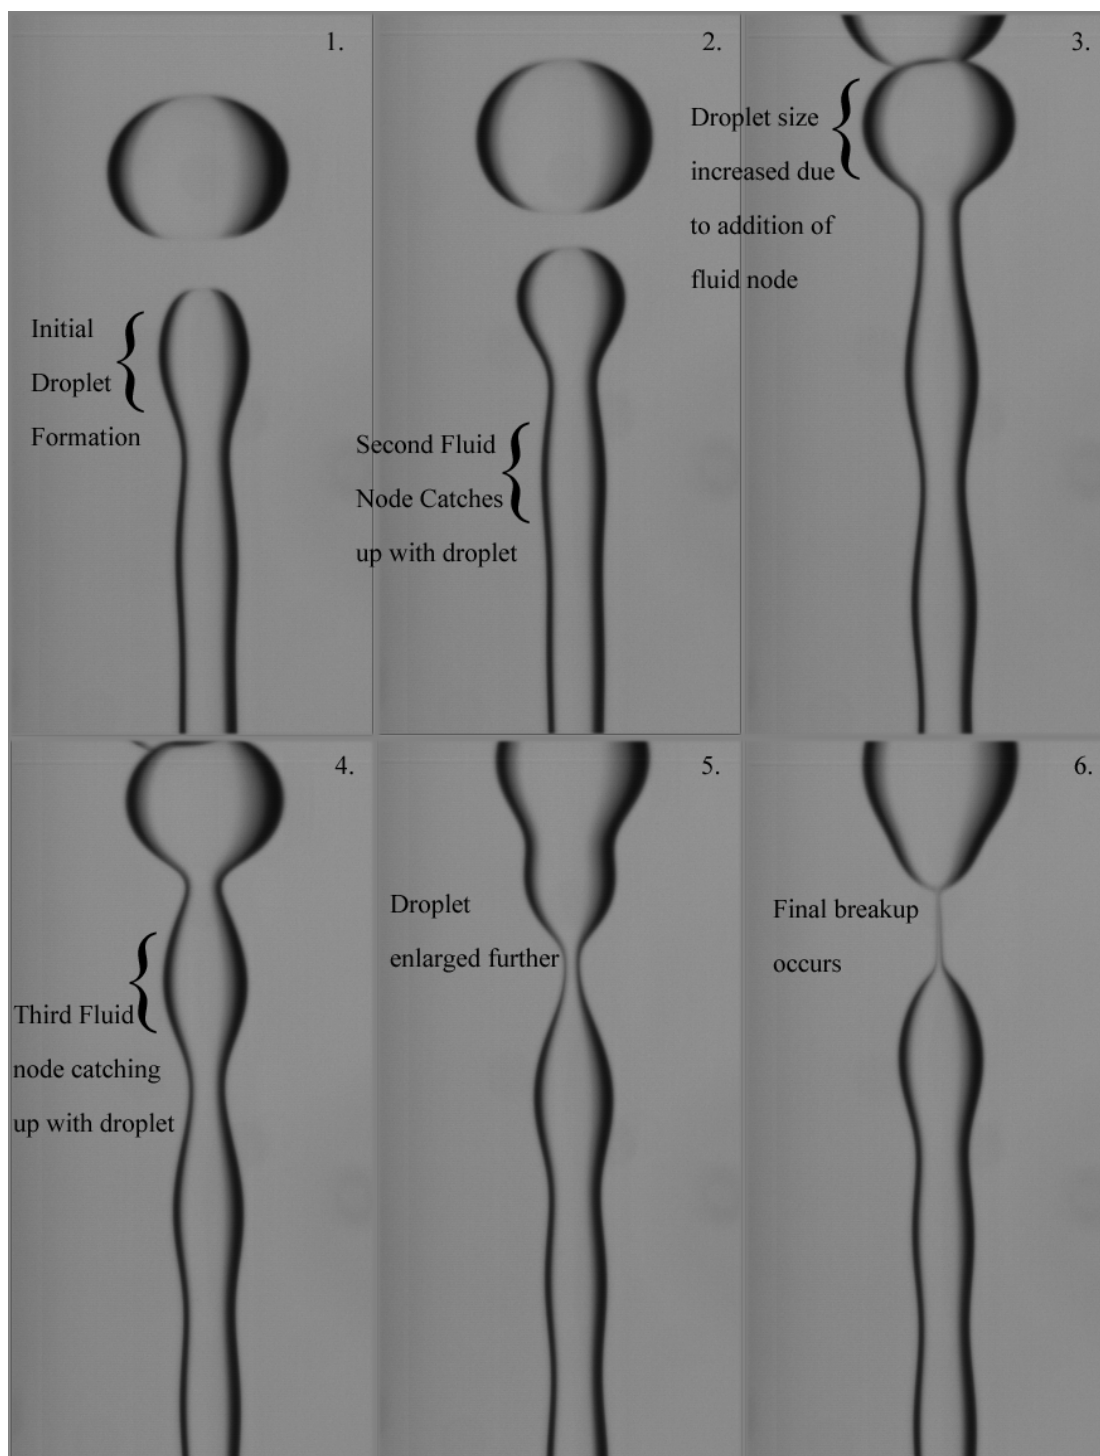 1.
Initial
Droplet
Formation
2.
Second Fluid
Node Catches
up with droplet
3.
Droplet size
increased due
to addition of
fluid node
4.
Third Fluid
node catching
up with droplet
5.
Droplet
enlarged further
6.
Final breakup
occurs